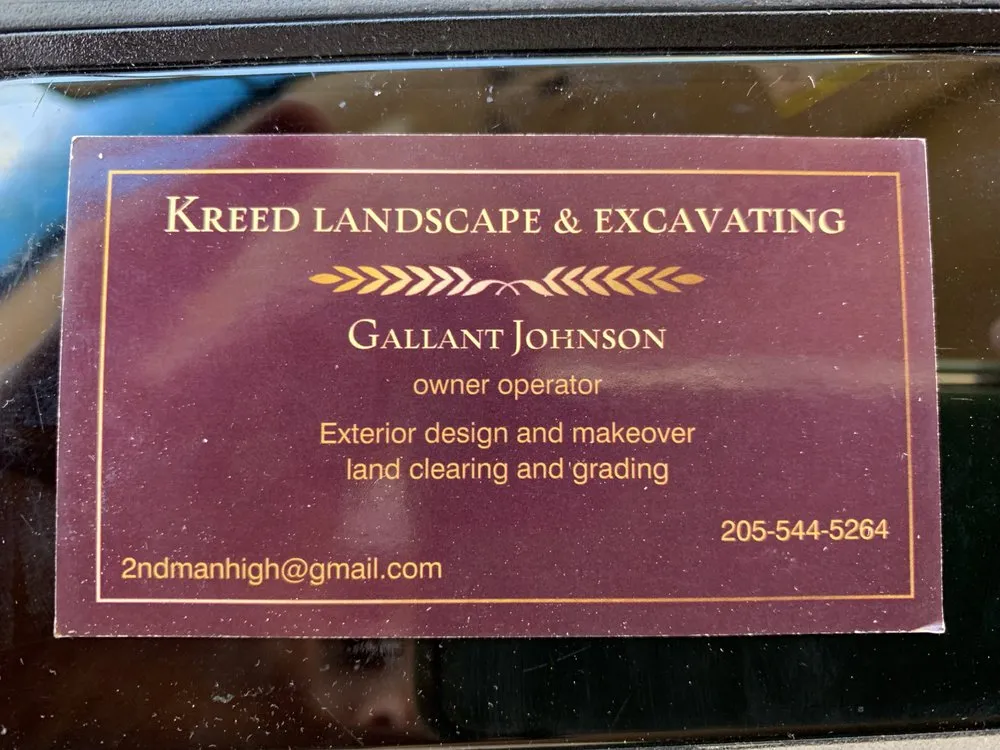 Kreed landscape & excavating
Gallant Johnson
owner operator
Exterior design and makeover
land clearing and grading
205-544-5264
2ndmanhigh@gmail.com